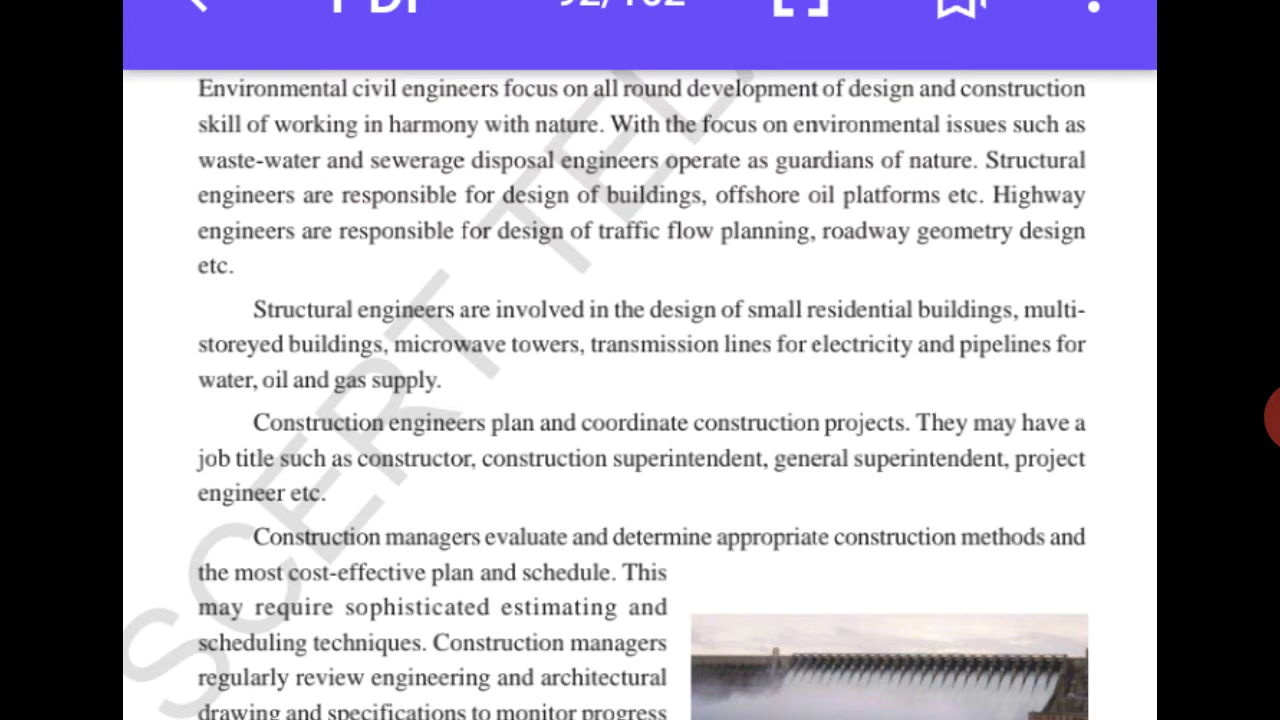 PDF
92/162
Environmental civil engineers focus on all round development of design and construction
skill of working in harmony with nature. With the focus on environmental issues such as
waste-water and sewerage disposal engineers operate as guardians of nature. Structural
engineers are responsible for design of buildings, offshore oil platforms etc. Highway
engineers are responsible for design of traffic flow planning, roadway geometry design
etc.
Structural engineers are involved in the design of small residential buildings, multi-
storeyed buildings, microwave towers, transmission lines for electricity and pipelines for
water, oil and gas supply.
Construction engineers plan and coordinate construction projects. They may have a
job title such as constructor, construction superintendent, general superintendent, project
engineer etc.
Construction managers evaluate and determine appropriate construction methods and
the most cost-effective plan and schedule. This
may require sophisticated estimating and
scheduling techniques. Construction managers
regularly review engineering and architectural
drawing and specifications to monitor progress
SCERT